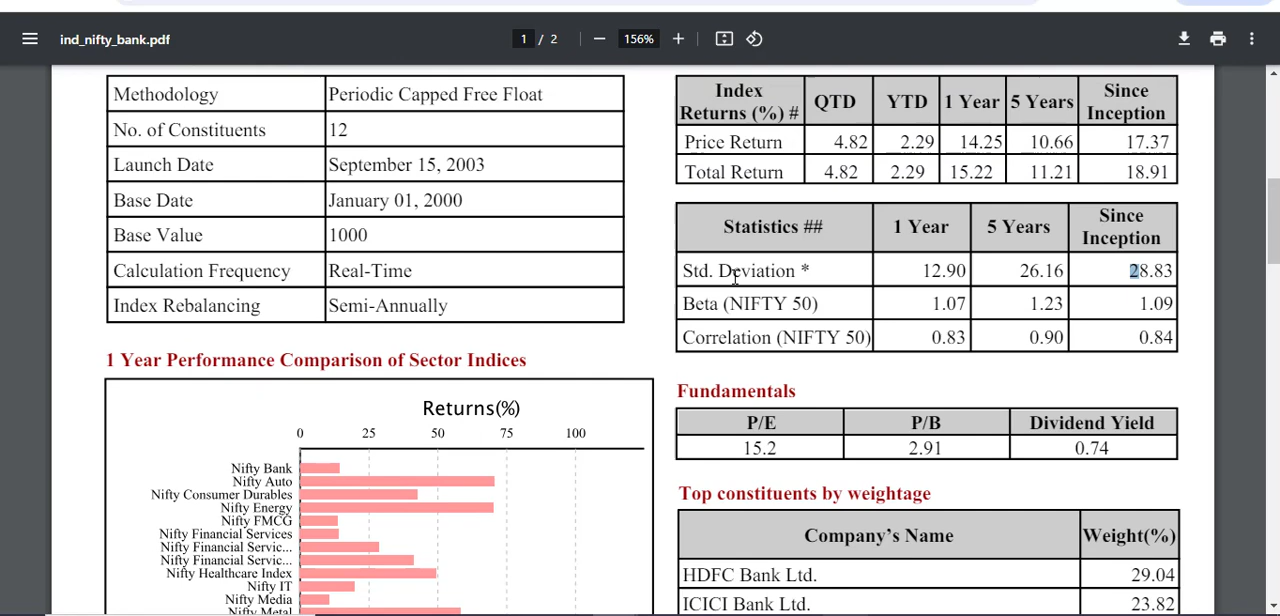 ind_nifty_bank.pdf
1 / 2
156%
Methodology Periodic Capped Free Float
No. of Constituents 12
Launch Date September 15, 2003
Base Date January 01, 2000
Base Value 1000
Calculation Frequency Real-Time
Index Rebalancing Semi-Annually
1 Year Performance Comparison of Sector Indices
Returns(%)
0 25 50 75 100
Nifty Bank
Nifty Auto
Nifty Consumer Durables
Nifty Energy
Nifty FMCG
Nifty Financial Services
Nifty Financial Servic...
Nifty Financial Servic...
Nifty Healthcare Index
Nifty IT
Nifty Media
Nifty Metal
Index Returns (%) # QTD YTD 1 Year 5 Years Since Inception
Price Return 4.82 2.29 14.25 10.66 17.37
Total Return 4.82 2.29 15.22 11.21 18.91
Statistics ## 1 Year 5 Years Since Inception
Std. Deviation * 12.90 26.16 28.83
Beta (NIFTY 50) 1.07 1.23 1.09
Correlation (NIFTY 50) 0.83 0.90 0.84
Fundamentals
P/E P/B Dividend Yield
15.2 2.91 0.74
Top constituents by weightage
Company's Name Weight(%)
HDFC Bank Ltd. 29.04
ICICI Bank Ltd. 23.82